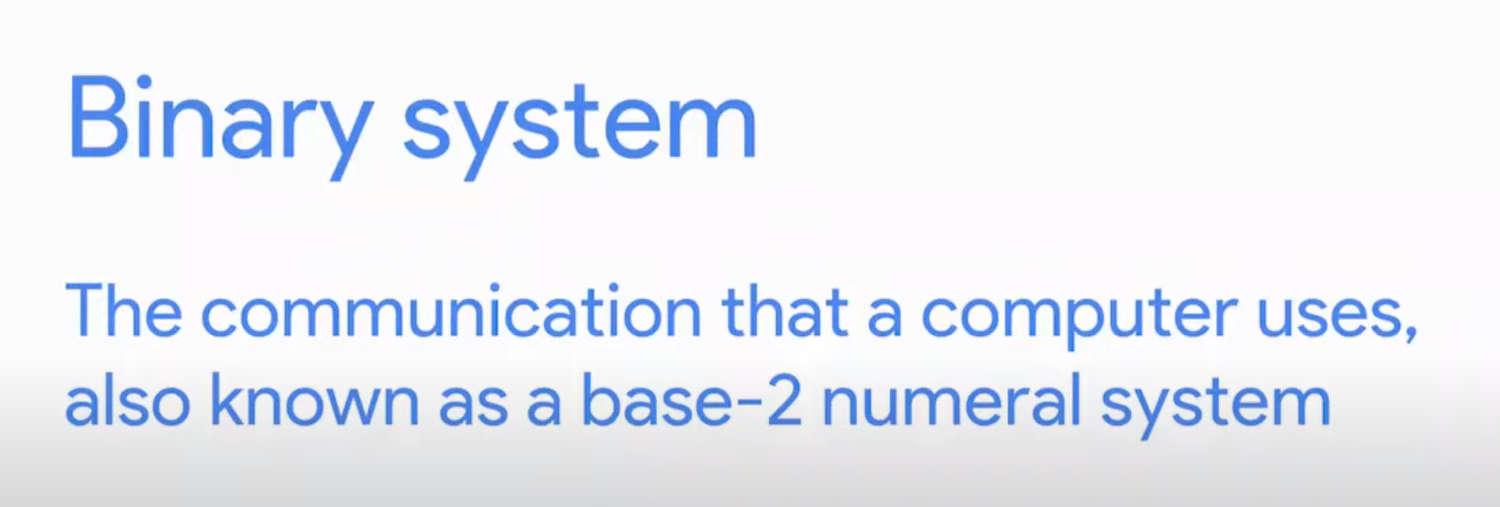 Binary system
The communication that a computer uses,
also known as a base-2 numeral system